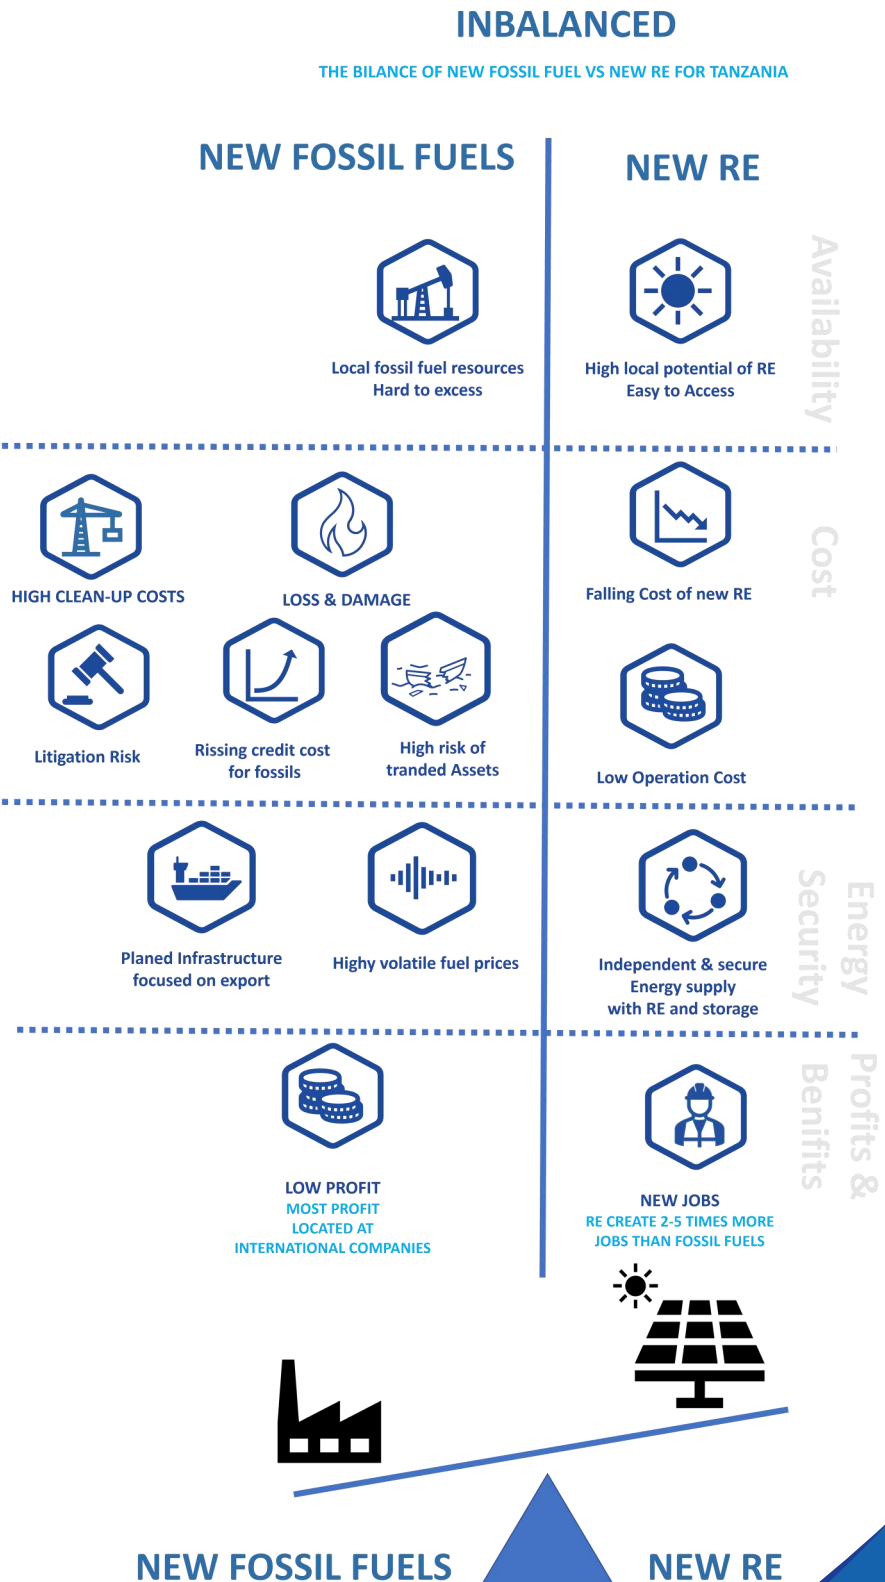 INBALANCED
THE BILANCE OF NEW FOSSIL FUEL VS NEW RE FOR TANZANIA
NEW FOSSIL FUELS
NEW RE
Availability
Local fossil fuel resources
Hard to excess
High local potential of RE
Easy to Access
Cost
HIGH CLEAN-UP COSTS
LOSS & DAMAGE
Falling Cost of new RE
Litigation Risk
Rissing credit cost
for fossils
High risk of
tranded Assets
Low Operation Cost
Energy
Security
Planed Infrastructure
focused on export
Highy volatile fuel prices
Independent & secure
Energy supply
with RE and storage
Profits &
Benifits
LOW PROFIT
MOST PROFIT
LOCATED AT
INTERNATIONAL COMPANIES
NEW JOBS
RE CREATE 2-5 TIMES MORE
JOBS THAN FOSSIL FUELS
NEW FOSSIL FUELS
NEW RE